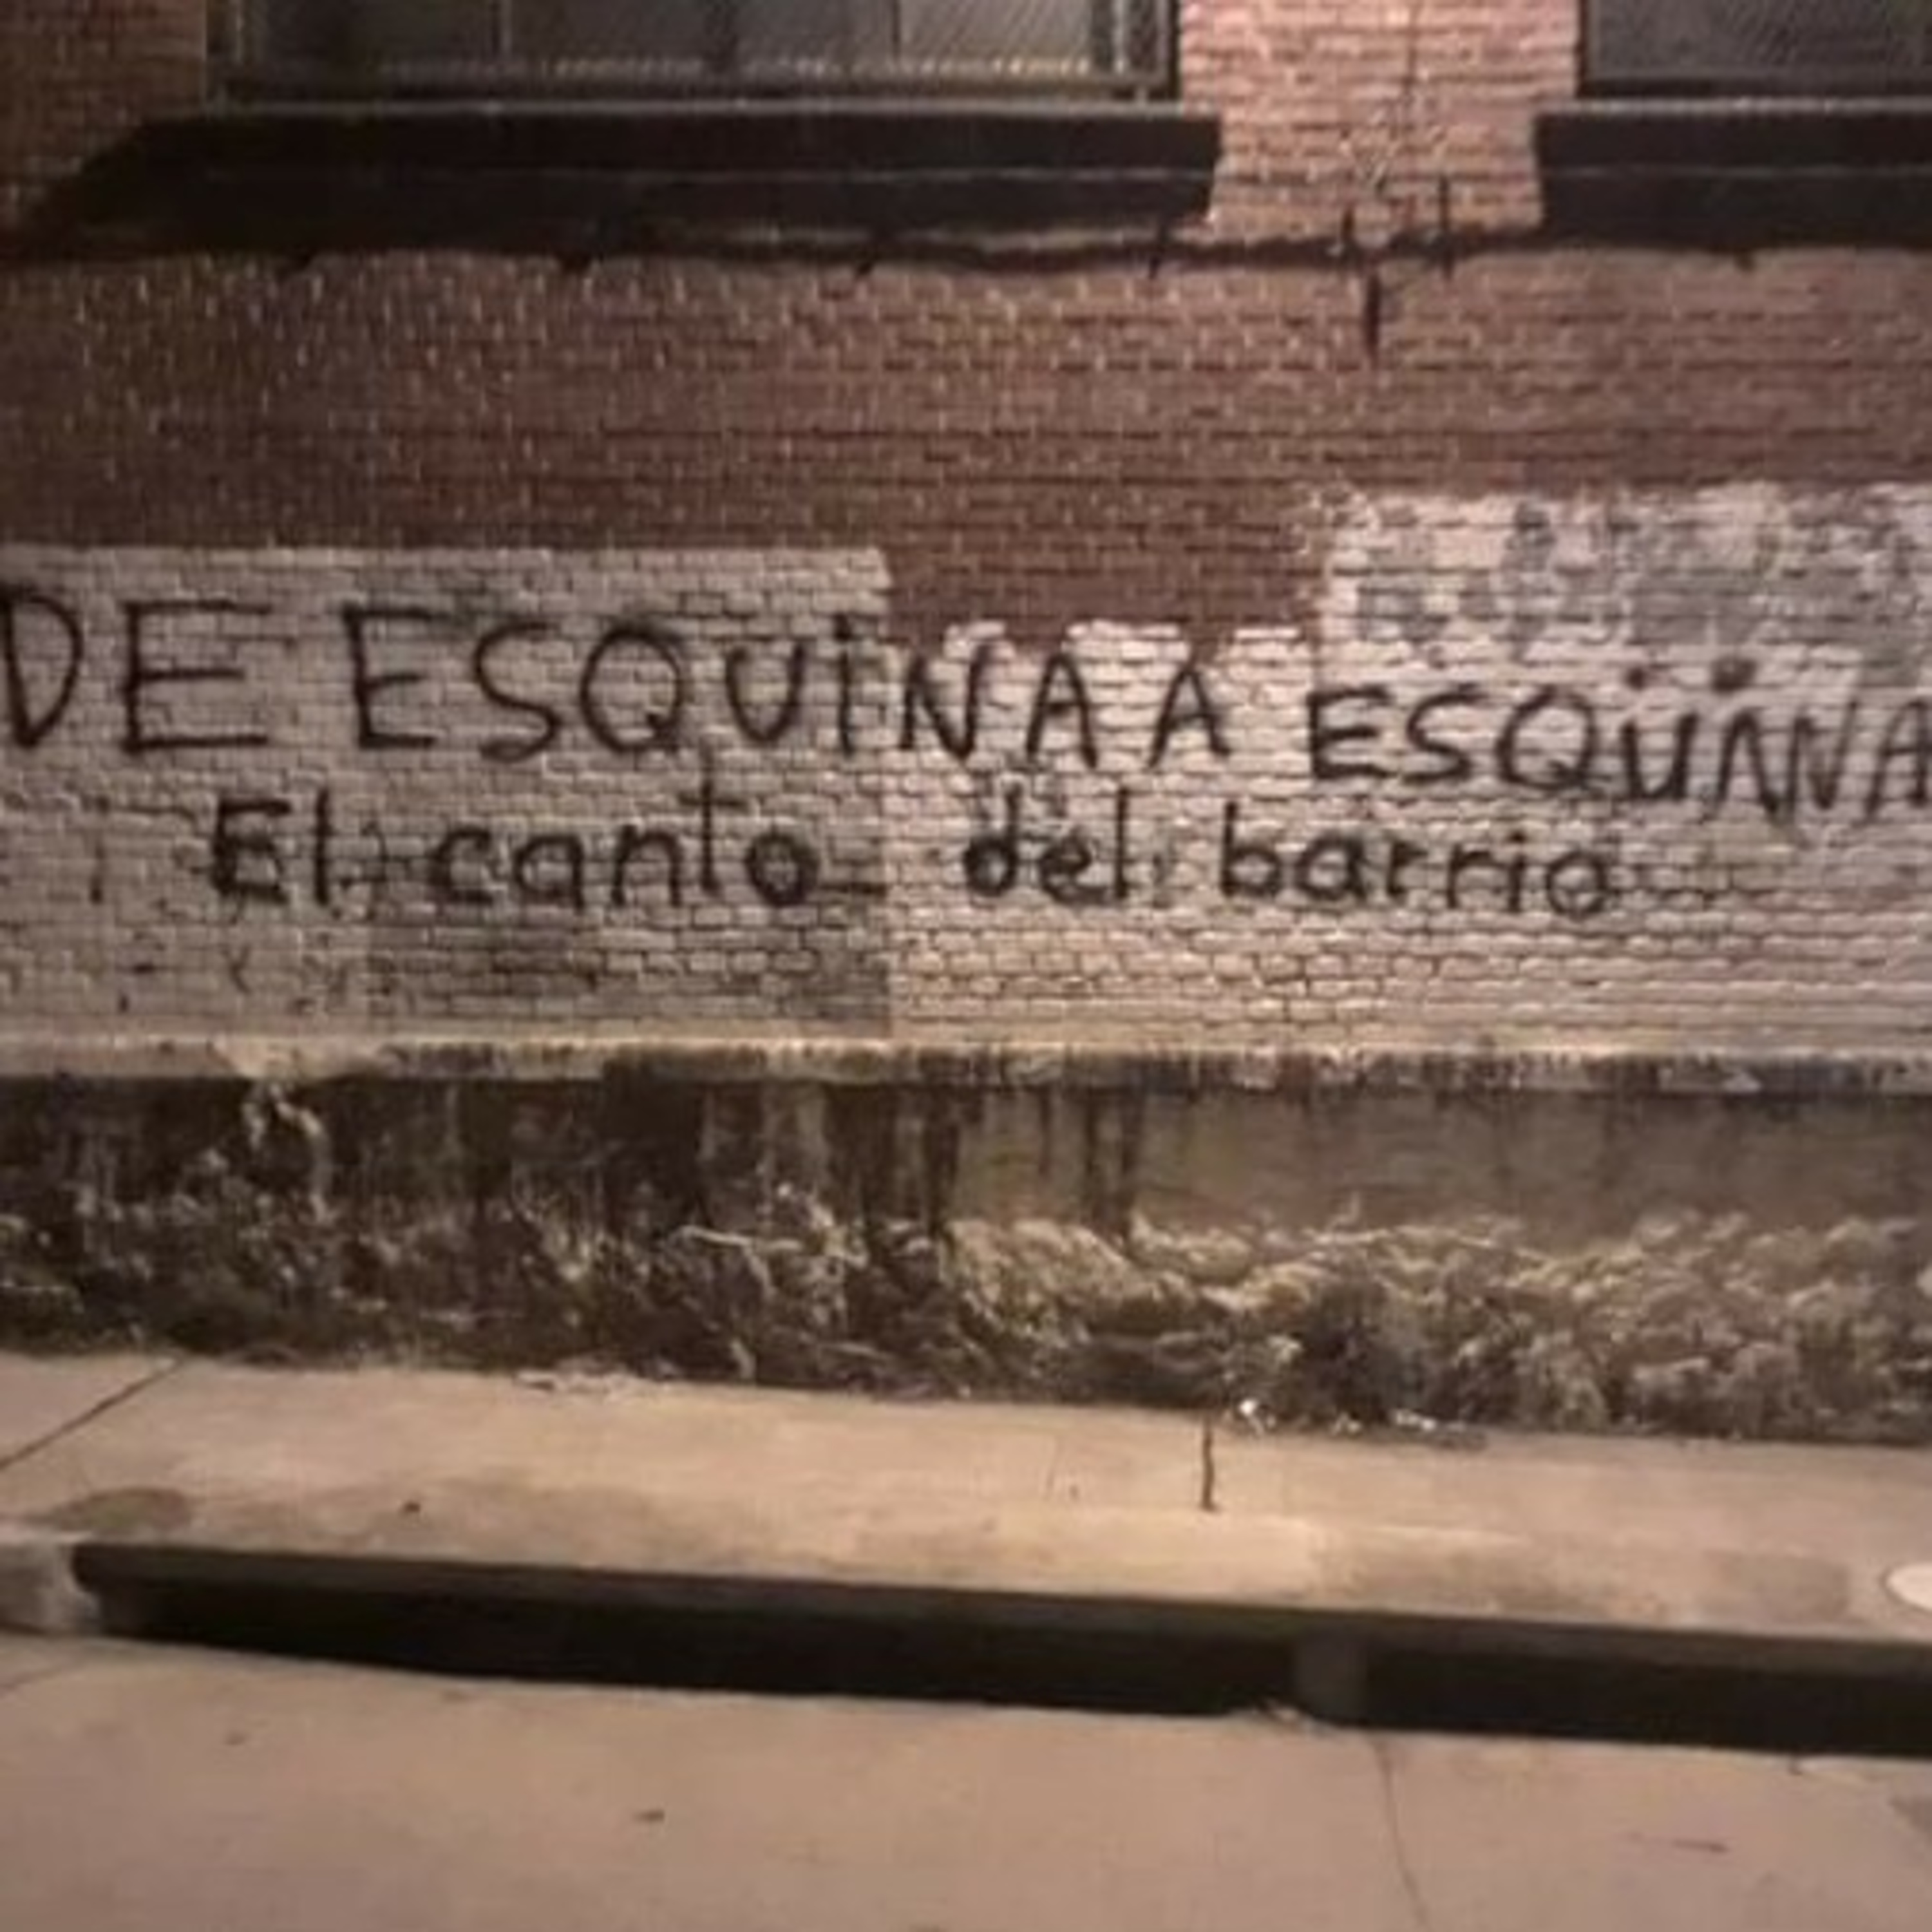 DE ESQUINA A ESQUINA
El canto del barrio